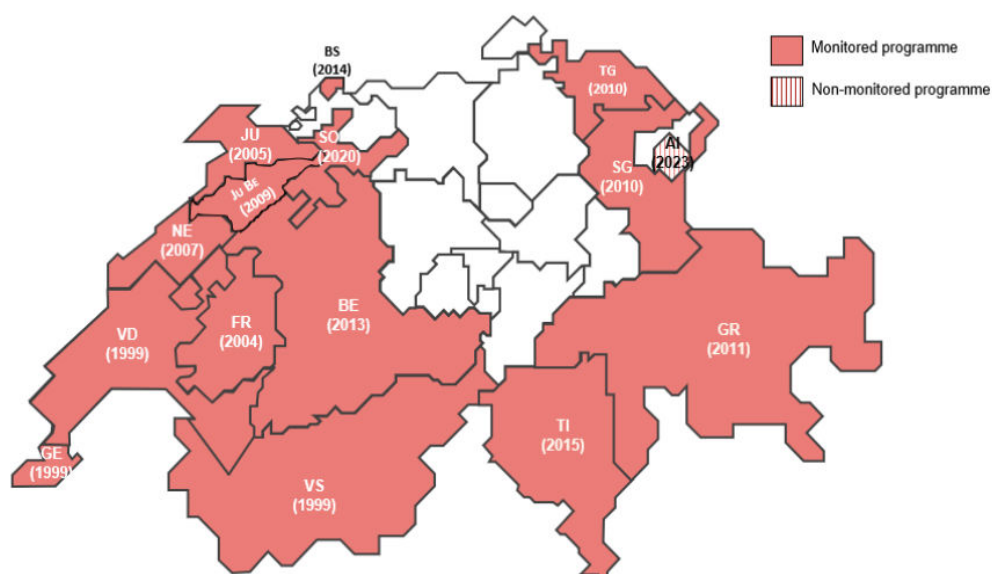 BS
(2014)
Monitored programme
Non-monitored programme
TG
(2010)
JU
(2005)
SO
(2020)
AI
(2023)
SG
(2010)
JU BE
(2009)
NE
(2007)
BE
(2013)
FR
(2004)
VD
(1999)
GR
(2011)
TI
(2015)
GE
(1999)
VS
(1999)